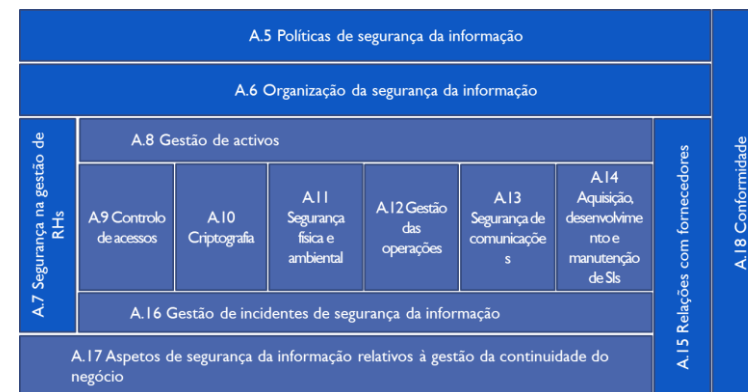 A.5 Políticas de segurança da informação
A.6 Organização da segurança da informação
A.7 Segurança na gestão de
RHs
A.8 Gestão de activos
A.9 Controlo
de acessos
A.10
Criptografia
A.11
Segurança
física e
ambiental
A.12 Gestão
das
operações
A.13
Segurança de
comunicaçõe
s
A.14
Aquisição,
desenvolvime
nto e
manutenção
de SIs
A.16 Gestão de incidentes de segurança da informação
A.17 Aspetos de segurança da informação relativos à gestão da continuidade do
negócio
A.15 Relações com fornecedores
A.18 Conformidade